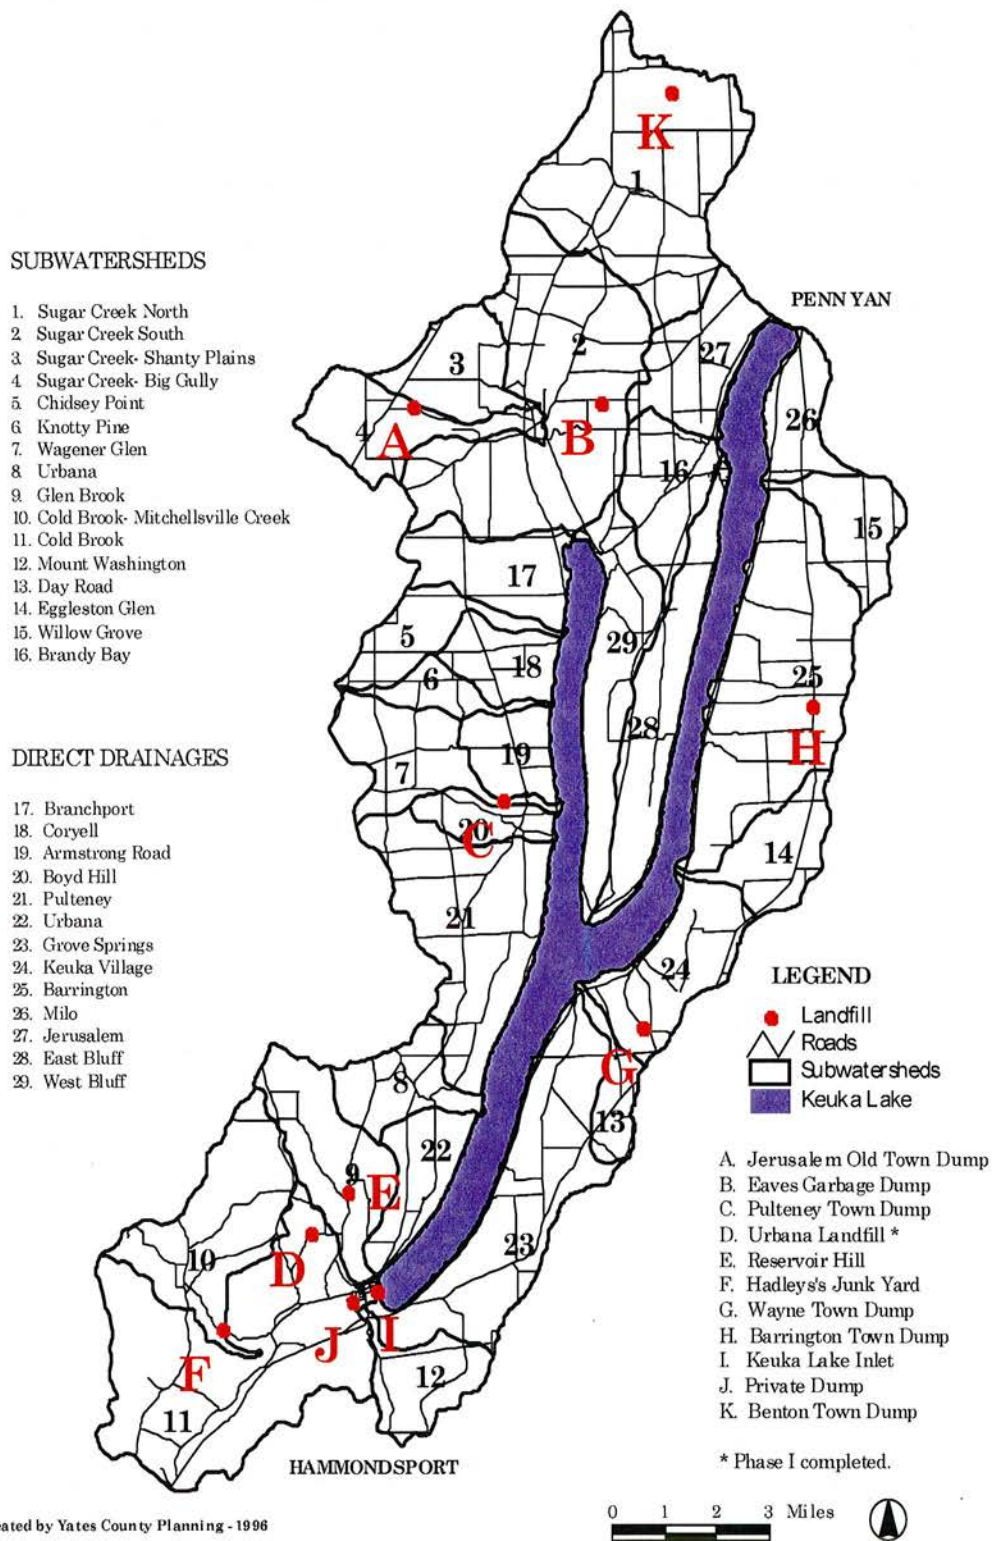 K
1
SUBWATERSHEDS
1. Sugar Creek North
2 Sugar Creek South
3. Sugar Creek- Shanty Plains
4 Sugar Creek- Big Gully
5. Chidsey Point
6. Knotty Pine
7. Wagener Glen
8. Urbana
9. Glen Brook
10. Cold Brook- Mitchellsville Creek
11. Cold Brook
12. Mount Washington
13. Day Road
14. Eggleston Glen
15. Willow Grove
16. Brandy Bay
PENN YAN
2
27
3
26
4
A
B
16
15
17
5
29
18
6
25
28
H
19
7
20
C
14
21
24
DIRECT DRAINAGES
17. Branchport
18. Coryell
19. Armstrong Road
20. Boyd Hill
21. Pulteney
22. Urbana
23. Grove Springs
24. Keuka Village
25. Barrington
26. Milo
27. Jerusalem
28. East Bluff
29. West Bluff
LEGEND
Landfill
Roads
Subwatersheds
Keuka Lake
G
8
13
22
9
E
23
10
D
J
I
F
12
11
A. Jerusalem Old Town Dump
B. Eaves Garbage Dump
C. Pulteney Town Dump
D. Urbana Landfill *
E. Reservoir Hill
F. Hadleys's Junk Yard
G. Wayne Town Dump
H. Barrington Town Dump
I. Keuka Lake Inlet
J. Private Dump
K. Benton Town Dump
* Phase I completed.
HAMMONDSPORT
0 1 2 3 Miles
eated by Yates County Planning - 1996